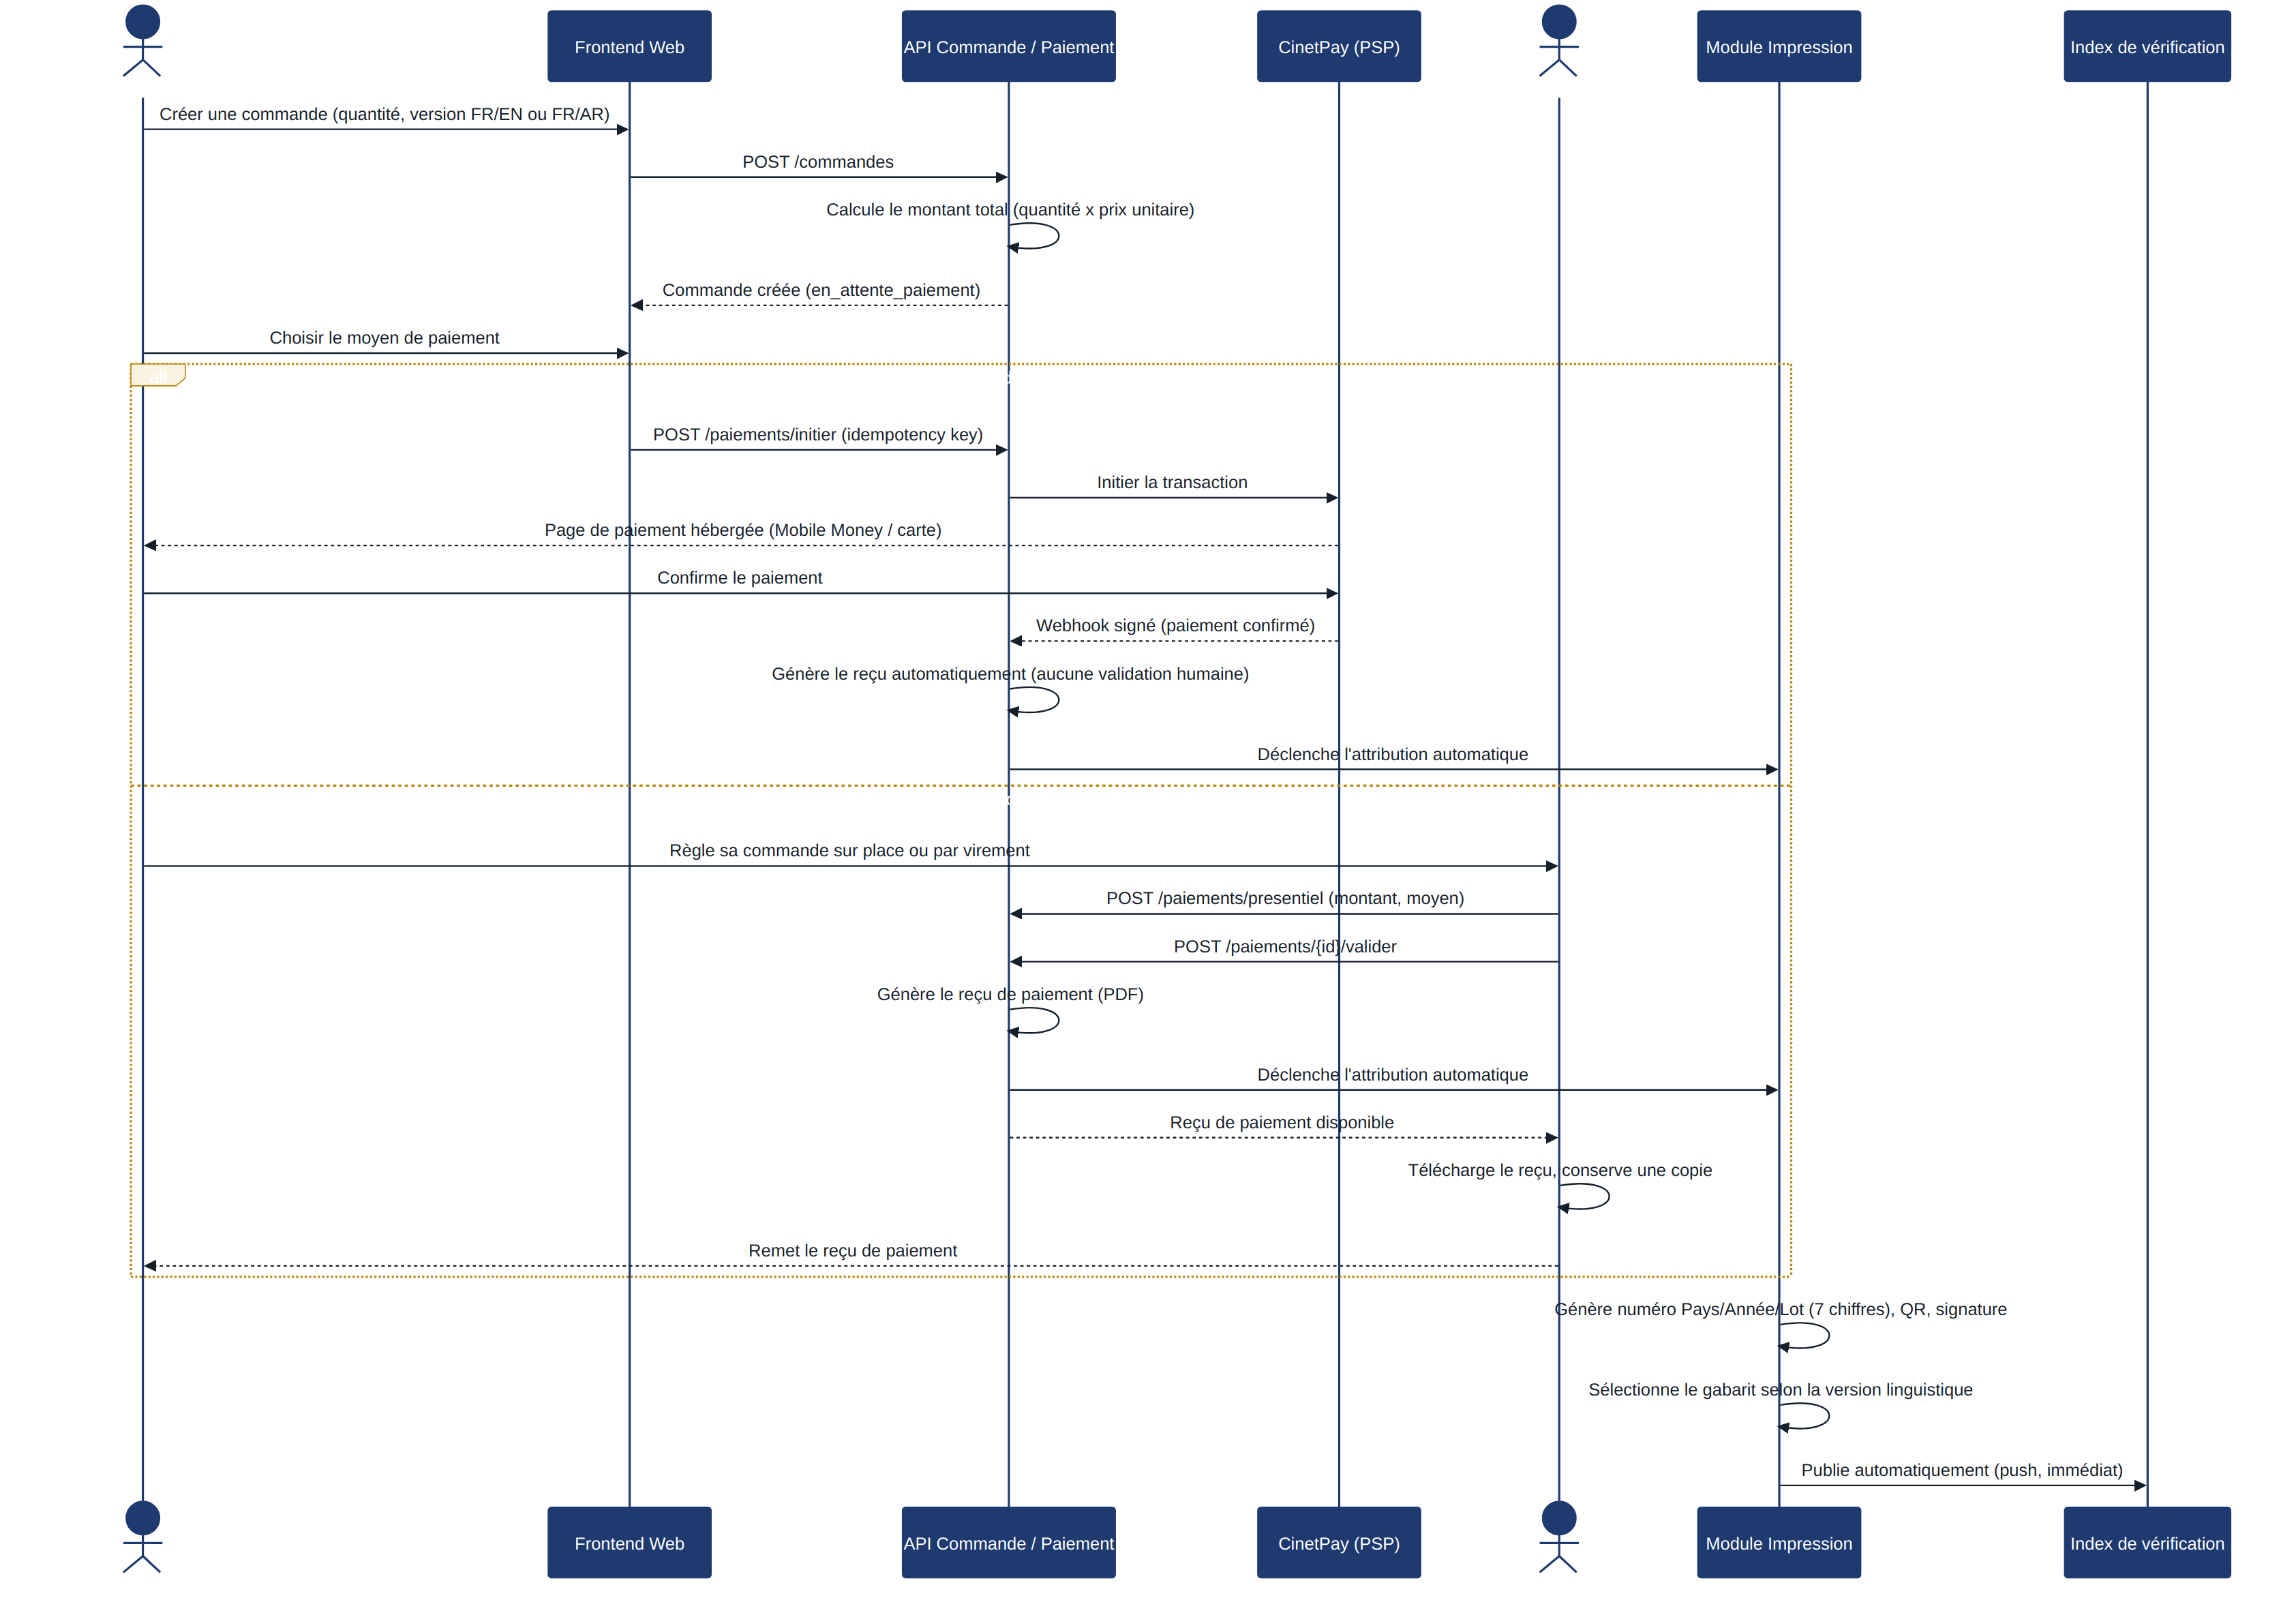 Frontend Web
API Commande / Paiement
CinetPay (PSP)
Module Impression
Index de vérification
Créer une commande (quantité, version FR/EN ou FR/AR)
POST /commandes
Calcule le montant total (quantité x prix unitaire)
Commande créée (en_attente_paiement)
Choisir le moyen de paiement
alt
POST /paiements/initier (idempotency key)
Initier la transaction
Page de paiement hébergée (Mobile Money / carte)
Confirme le paiement
Webhook signé (paiement confirmé)
Génère le reçu automatiquement (aucune validation humaine)
Déclenche l'attribution automatique
Règle sa commande sur place ou par virement
POST /paiements/presentiel (montant, moyen)
POST /paiements/{id}/valider
Génère le reçu de paiement (PDF)
Déclenche l'attribution automatique
Reçu de paiement disponible
Télécharge le reçu, conserve une copie
Remet le reçu de paiement
Génère numéro Pays/Année/Lot (7 chiffres), QR, signature
Sélectionne le gabarit selon la version linguistique
Publie automatiquement (push, immédiat)
Frontend Web
API Commande / Paiement
CinetPay (PSP)
Module Impression
Index de vérification